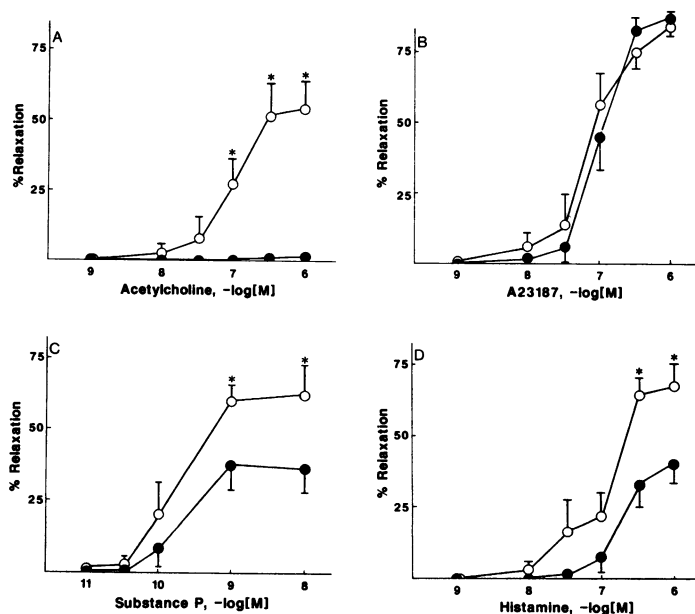 A
75
50
25
%Relaxation
* * *
9 8 7 6
Acetylcholine, -log[M]
B
75
50
25
% Relaxation
9 8 7 6
A23187, -log[M]
C
75
50
25
% Relaxation
* *
11 10 9 8
Substance P, -log[M]
D
75
50
25
% Relaxation
* *
9 8 7 6
Histamine, -log[M]